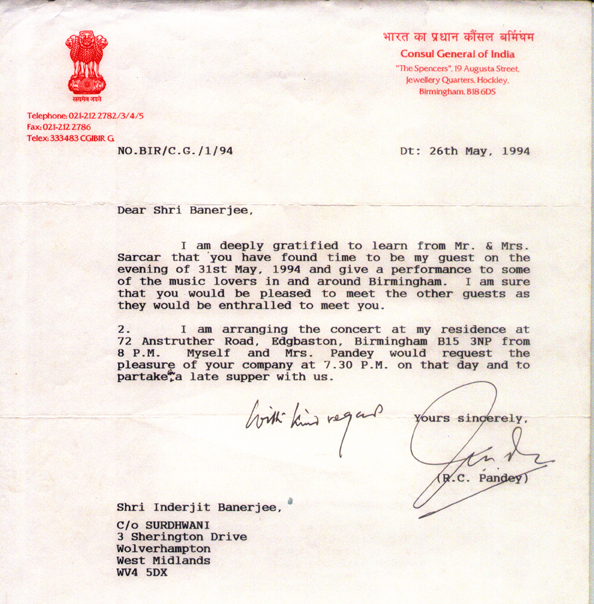 भारत का प्रधान कौंसल बर्मिंघम
Consul General of India
"The Spencers", 19 Augusta Street,
Jewellery Quarters, Hockley,
Birmingham, B18 6DS
सत्यमेव जयते
Telephone: 021-212 2782/3/4/5
Fax: 021-212 2786
Telex: 333483 CGIBIR G.
NO.BIR/C.G./1/94 Dt: 26th May, 1994
Dear Shri Banerjee,
I am deeply gratified to learn from Mr. & Mrs.
Sarcar that you have found time to be my guest on the
evening of 31st May, 1994 and give a performance to some
of the music lovers in and around Birmingham. I am sure
that you would be pleased to meet the other guests as
they would be enthralled to meet you.
2. I am arranging the concert at my residence at
72 Anstruther Road, Edgbaston, Birmingham B15 3NP from
8 P.M. Myself and Mrs. Pandey would request the
pleasure of your company at 7.30 P.M. on that day and to
partake a late supper with us.
With kind regards
Yours sincerely,
(R.C. Pandey)
Shri Inderjit Banerjee,
C/o SURDHWANI
3 Sherington Drive
Wolverhampton
West Midlands
WV4 5DX